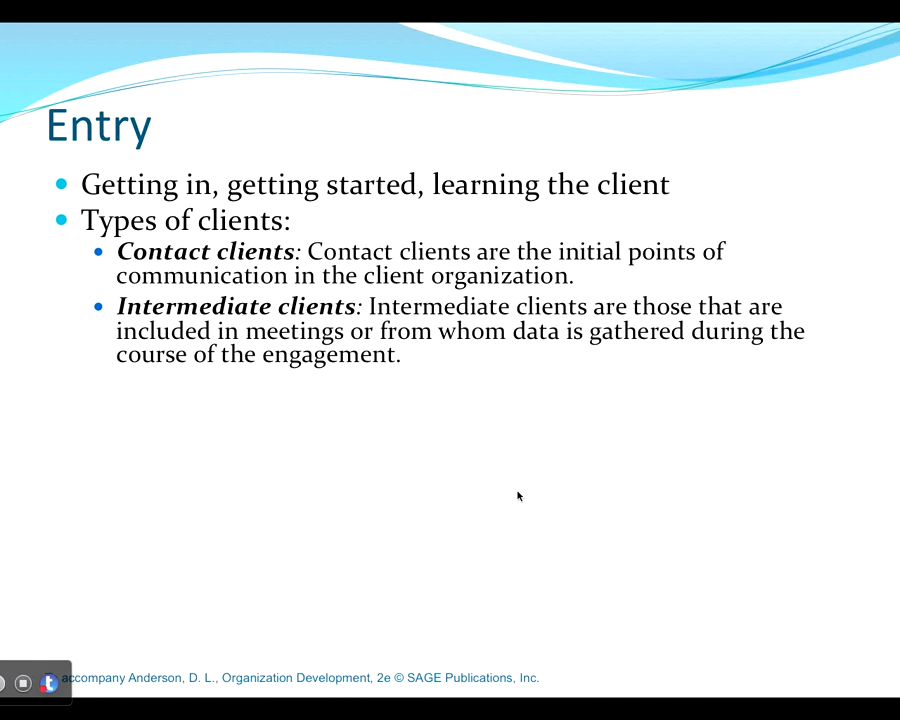 Entry
Getting in, getting started, learning the client
Types of clients:
Contact clients: Contact clients are the initial points of
communication in the client organization.
Intermediate clients: Intermediate clients are those that are
included in meetings or from whom data is gathered during the
course of the engagement.
accompany Anderson, D. L., Organization Development, 2e © SAGE Publications, Inc.
t